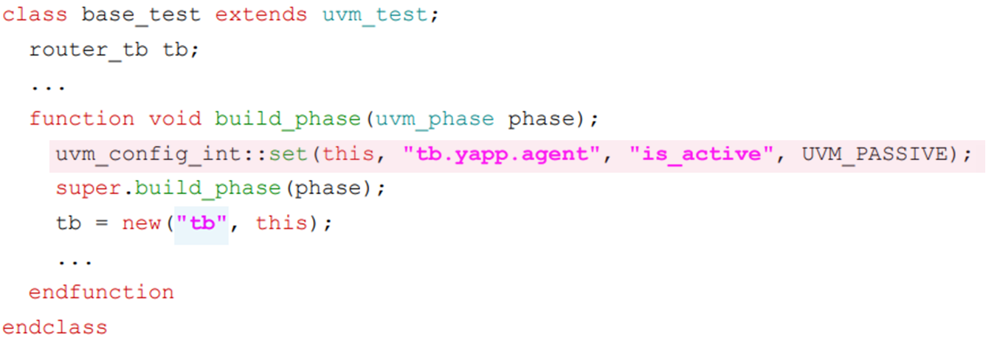 class base_test extends uvm_test;
router_tb tb;
...
function void build_phase(uvm_phase phase);
uvm_config_int::set(this, "tb.yapp.agent", "is_active", UVM_PASSIVE);
super.build_phase(phase);
tb = new("tb", this);
...
endfunction
endclass